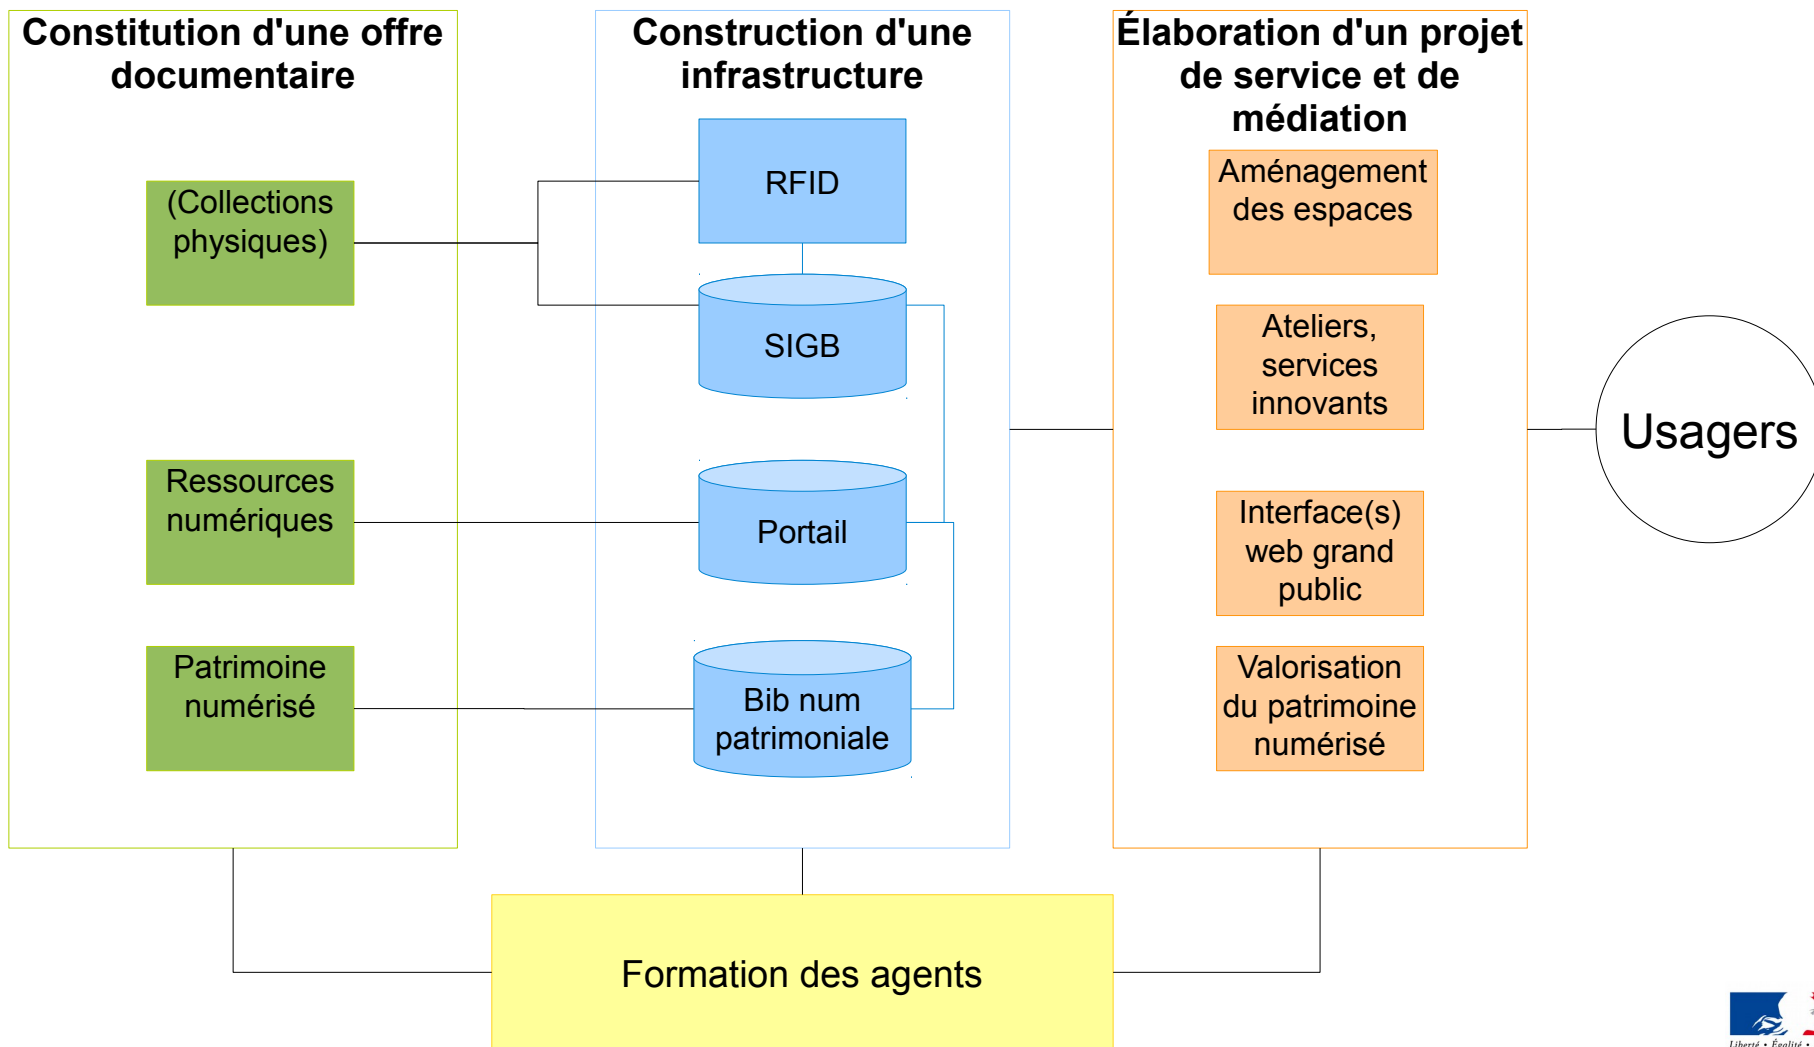 Constitution d'une offre
documentaire
(Collections
physiques)
Ressources
numériques
Patrimoine
numérisé
Construction d'une
infrastructure
RFID
SIGB
Portail
Bib num
patrimoniale
Élaboration d'un projet
de service et de
médiation
Aménagement
des espaces
Ateliers,
services
innovants
Interface(s)
web grand
public
Valorisation
du patrimoine
numérisé
Usagers
Formation des agents
Liberté • Égalité •